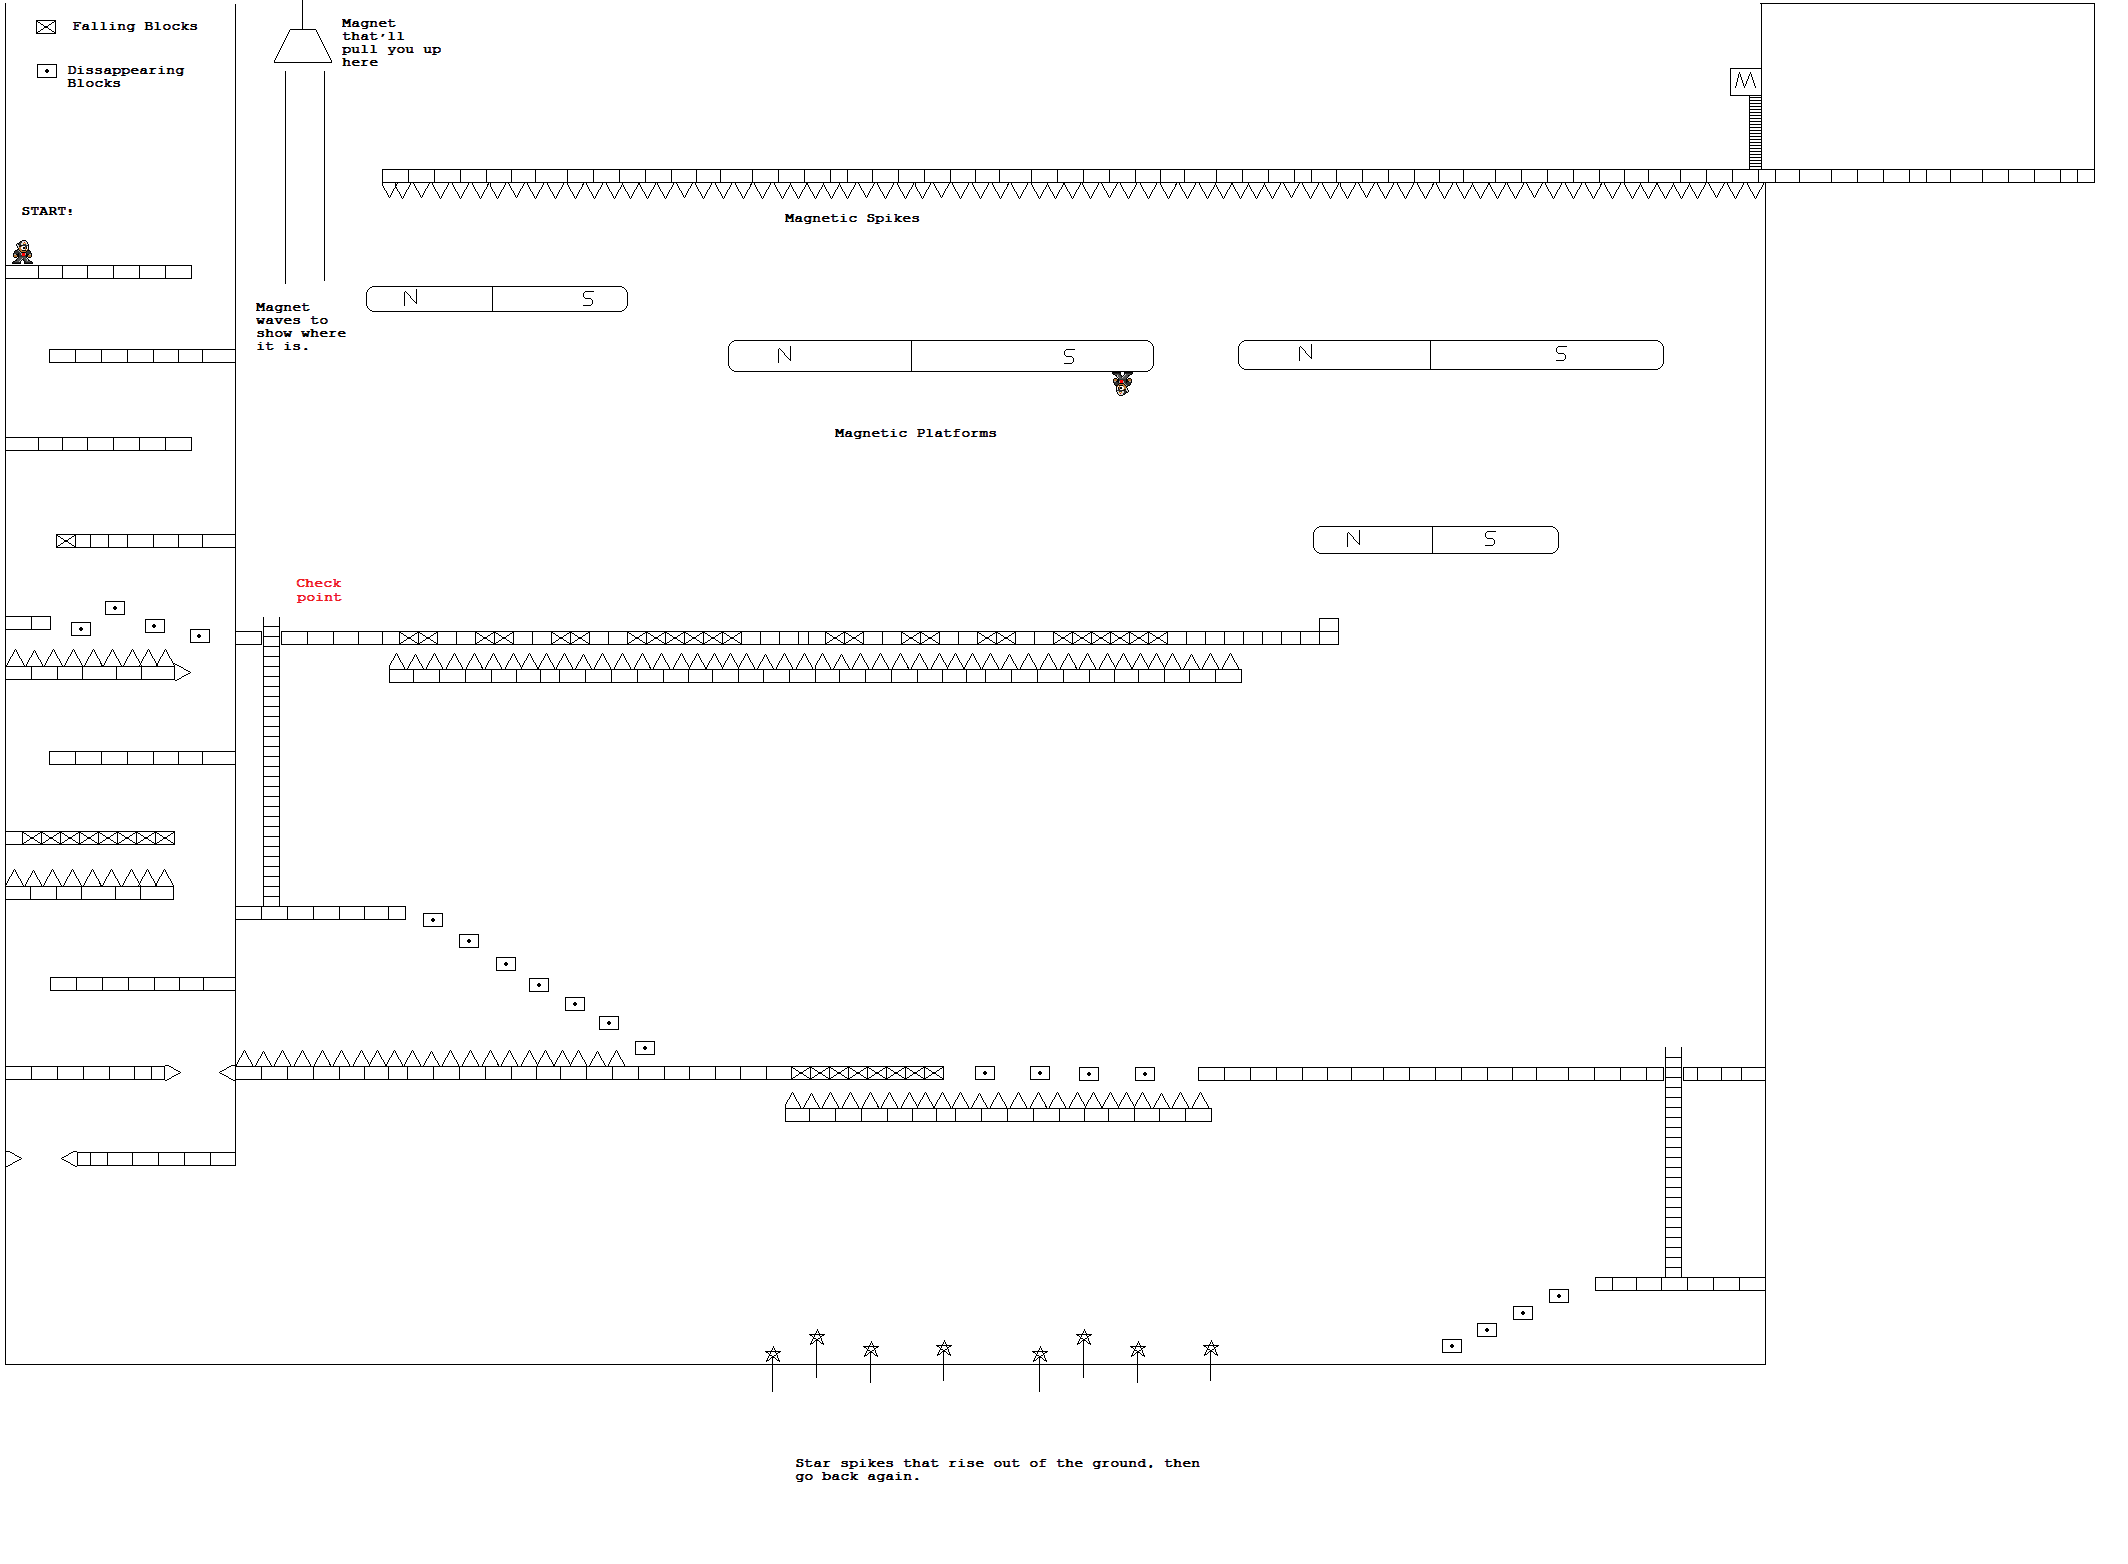 Falling Blocks
Dissappearing
Blocks
Magnet
that'll
pull you up
here
M
START!
Magnetic Spikes
N S
Magnet
waves to
show where
it is.
N S
N S
Magnetic Platforms
N S
Check
point
Star spikes that rise out of the ground, then
go back again.